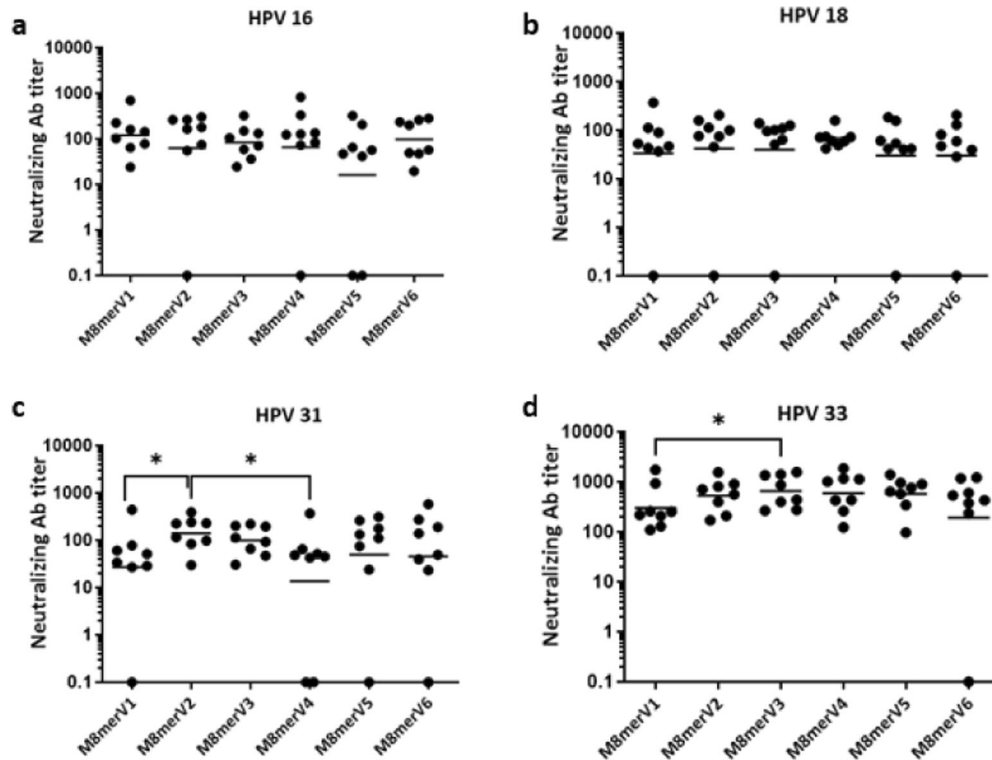 a
HPV 16
Neutralizing Ab titer
10000
1000
100
10
1
0.1
M8merV1
M8merV2
M8merV3
M8merV4
M8merV5
M8merV6
b
HPV 18
Neutralizing Ab titer
10000
1000
100
10
1
0.1
M8merV1
M8merV2
M8merV3
M8merV4
M8merV5
M8merV6
c
HPV 31
Neutralizing Ab titer
10000
1000
100
10
1
0.1
*
*
M8merV1
M8merV2
M8merV3
M8merV4
M8merV5
M8merV6
d
HPV 33
Neutralizing Ab titer
10000
1000
100
10
1
0.1
*
M8merV1
M8merV2
M8merV3
M8merV4
M8merV5
M8merV6